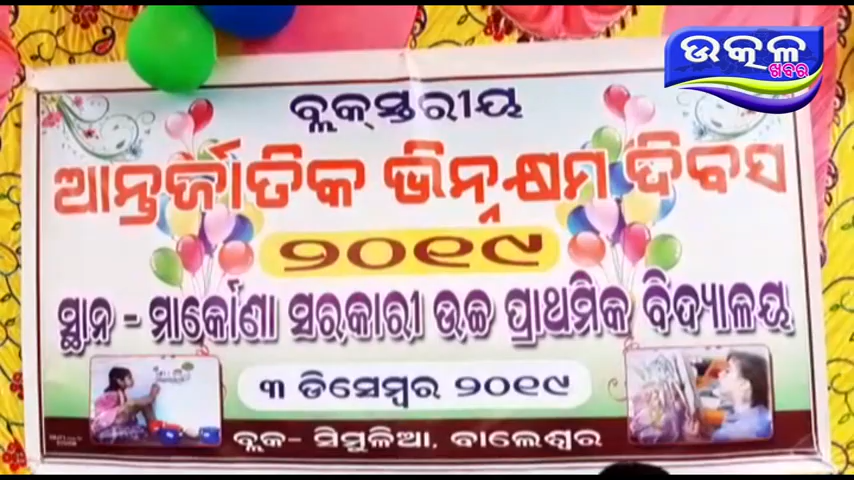 ଉତ୍କଳ
ଖବର
ବ୍ଲକ୍‌ସ୍ତରୀୟ
ଆନ୍ତର୍ଜାତିକ ଭିନ୍ନକ୍ଷମ ଦିବସ
୨୦୧୯
ସ୍ଥାନ - ମାର୍କୋଣା ସରକାରୀ ଉଚ୍ଚ ପ୍ରାଥମିକ ବିଦ୍ୟାଳୟ
୩ ଡିସେମ୍ବର ୨୦୧୯
ବ୍ଲକ- ସିମୁଳିଆ, ବାଲେଶ୍ୱର